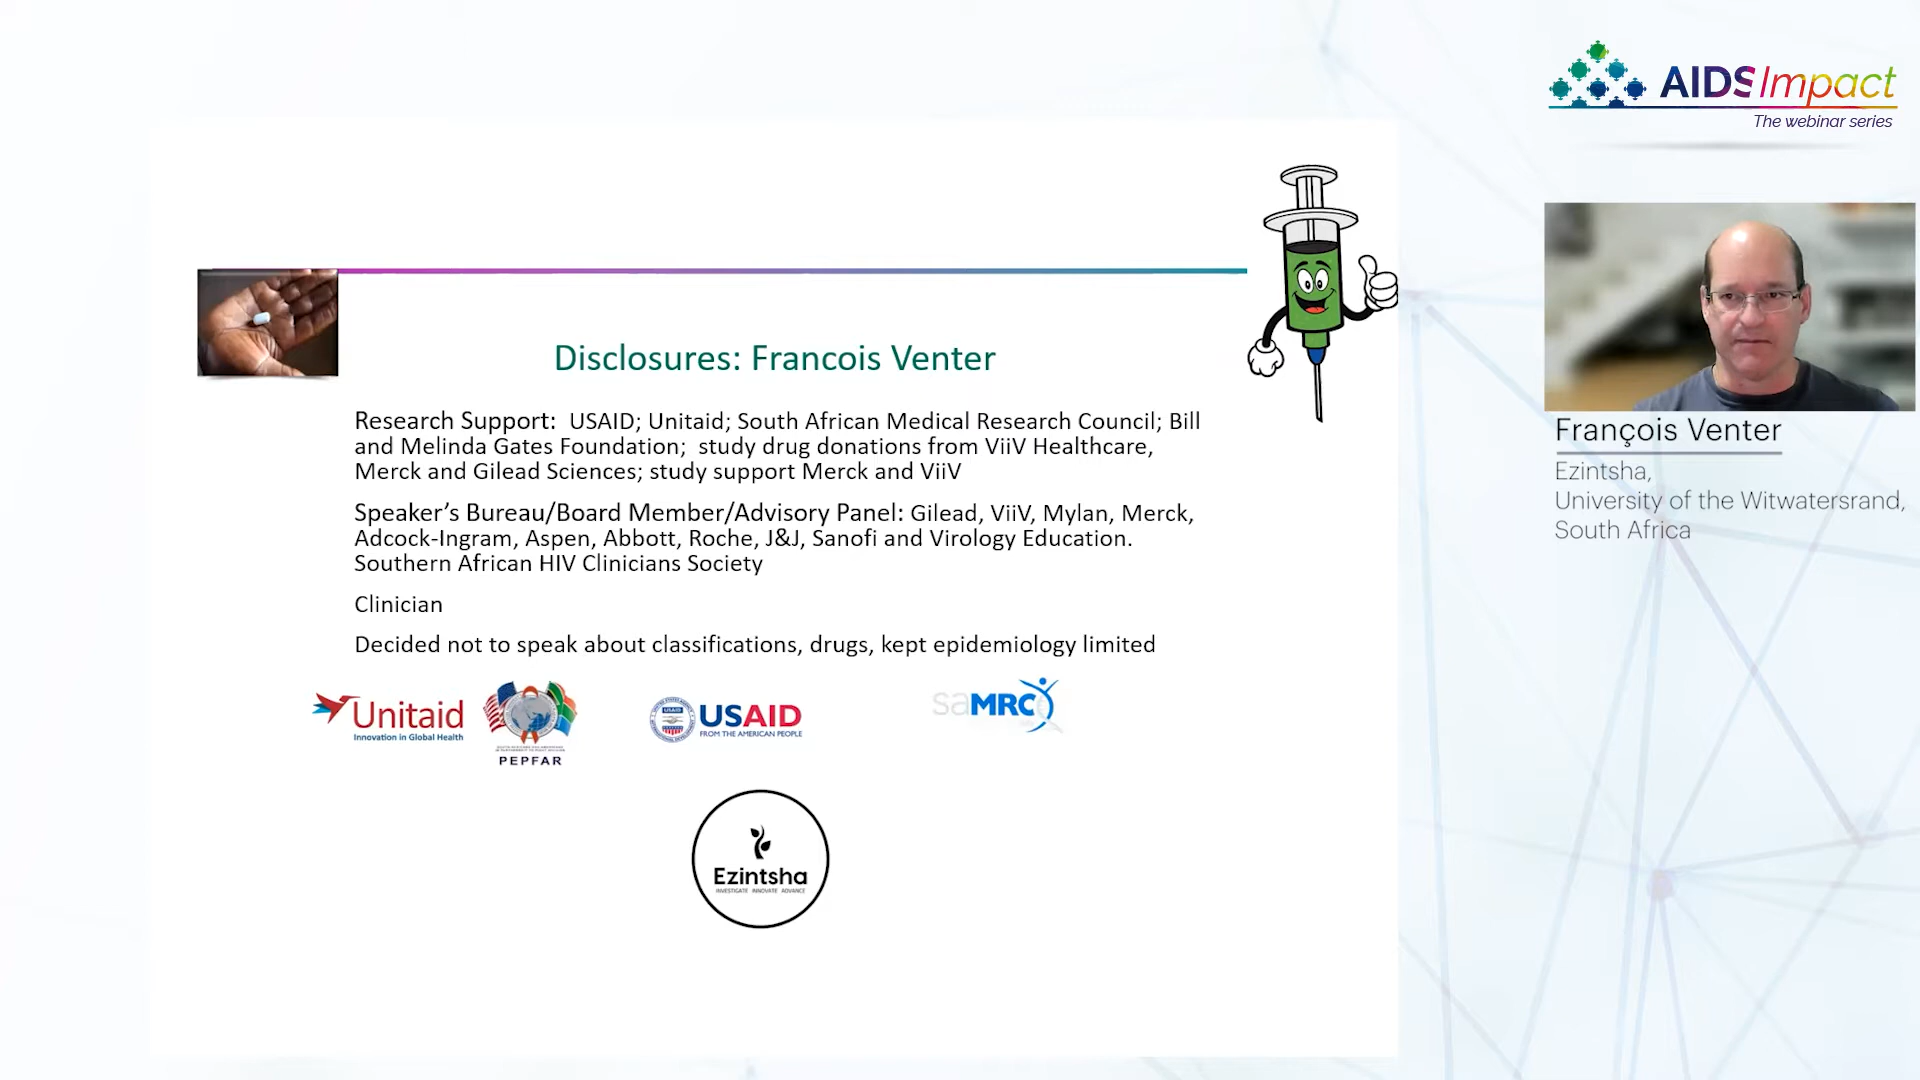 AIDSImpact
The webinar series
Disclosures: Francois Venter
Research Support: USAID; Unitaid; South African Medical Research Council; Bill
and Melinda Gates Foundation; study drug donations from ViiV Healthcare,
Merck and Gilead Sciences; study support Merck and ViiV
Speaker's Bureau/Board Member/Advisory Panel: Gilead, ViiV, Mylan, Merck,
Adcock-Ingram, Aspen, Abbott, Roche, J&J, Sanofi and Virology Education.
Southern African HIV Clinicians Society
Clinician
Decided not to speak about classifications, drugs, kept epidemiology limited
Unitaid
Innovation in Global Health
PEPFAR
USAID
FROM THE AMERICAN PEOPLE
saMRC
Ezintsha
INVESTIGATE INNOVATE ADVANCE
François Venter
Ezintsha,
University of the Witwatersrand,
South Africa